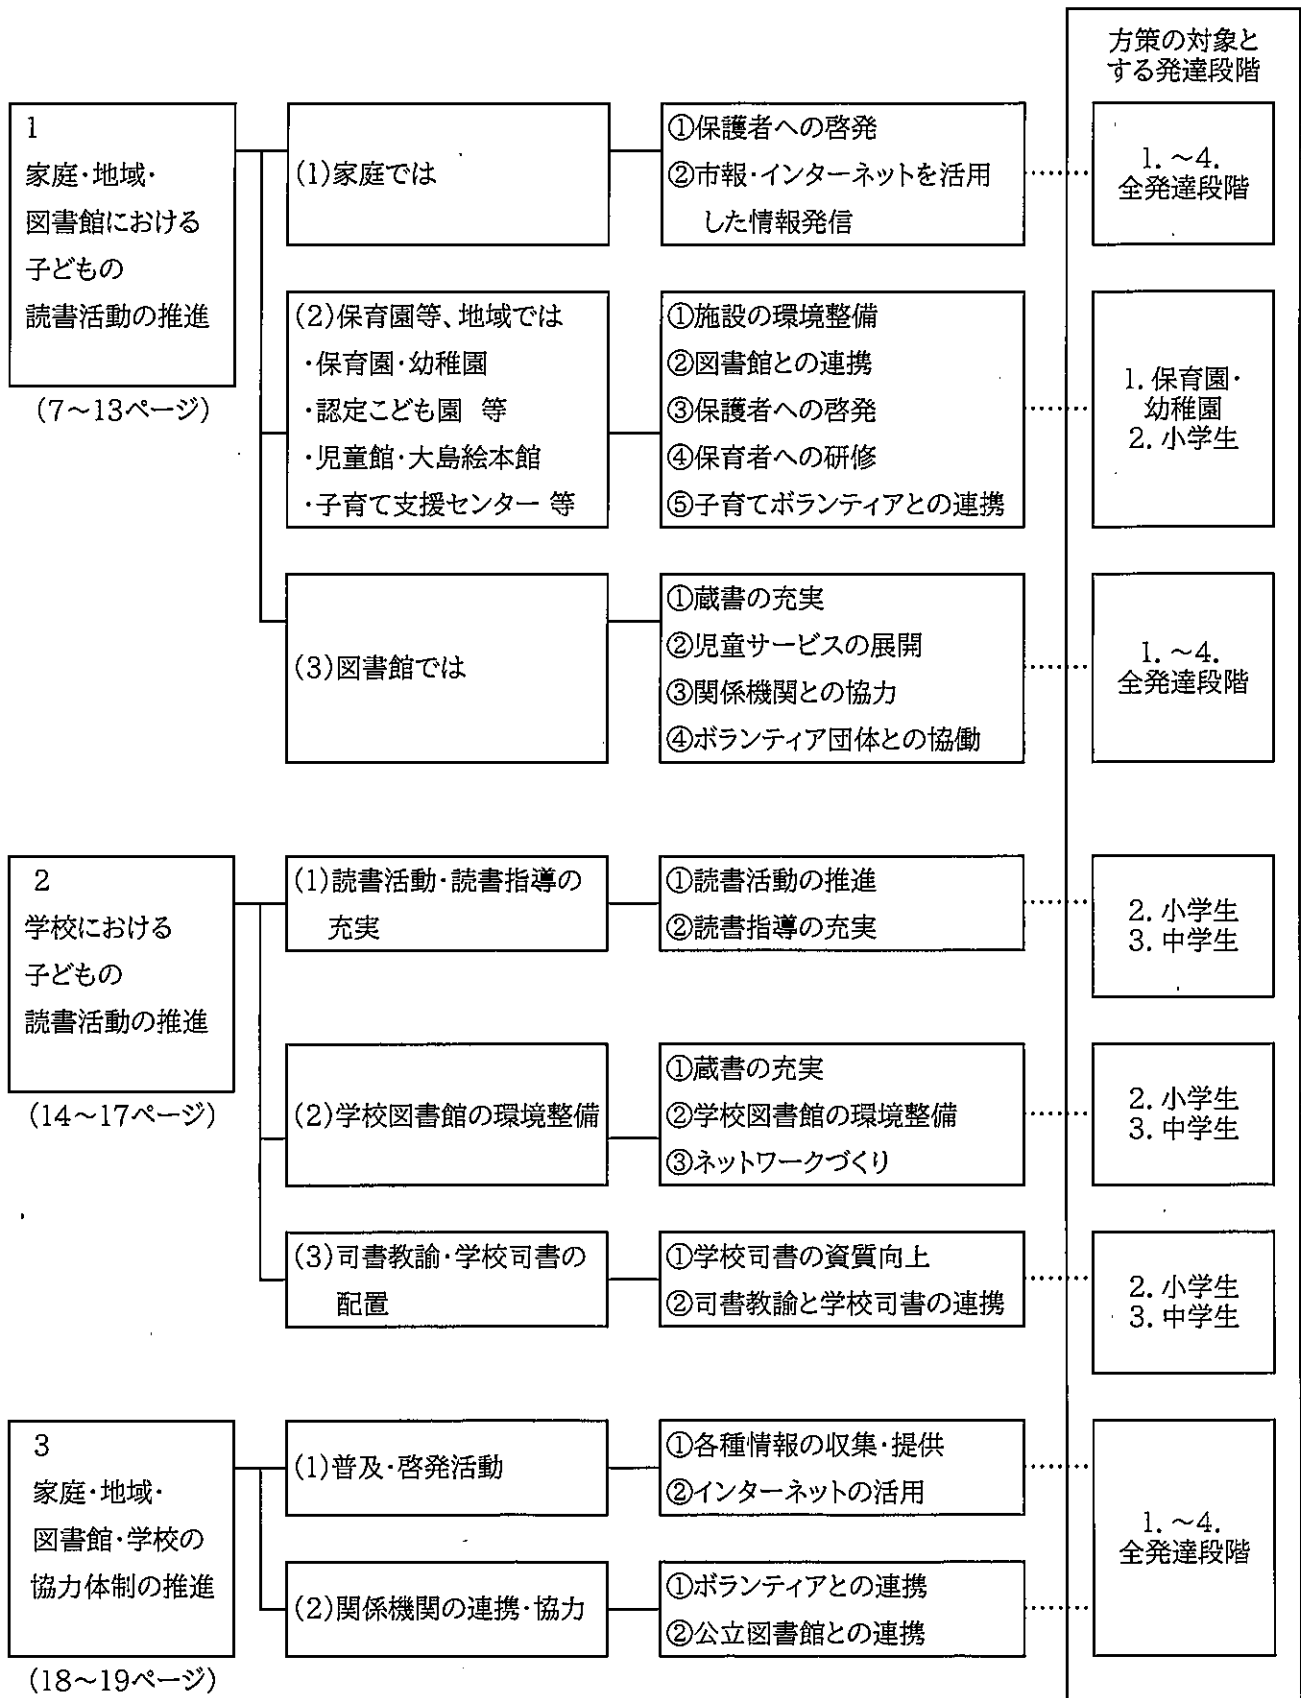 方策の対象と
する発達段階
1
家庭・地域・
図書館における
子どもの
読書活動の推進
(7～13ページ)
(1)家庭では
①保護者への啓発
②市報・インターネットを活用
した情報発信
1. ～4.
全発達段階
(2)保育園等、地域では
・保育園・幼稚園
・認定こども園 等
・児童館・大島絵本館
・子育て支援センター 等
①施設の環境整備
②図書館との連携
③保護者への啓発
④保育者への研修
⑤子育てボランティアとの連携
1. 保育園・
幼稚園
2. 小学生
(3)図書館では
①蔵書の充実
②児童サービスの展開
③関係機関との協力
④ボランティア団体との協働
1. ～4.
全発達段階
2
学校における
子どもの
読書活動の推進
(14～17ページ)
(1)読書活動・読書指導の
充実
①読書活動の推進
②読書指導の充実
2. 小学生
3. 中学生
(2)学校図書館の環境整備
①蔵書の充実
②学校図書館の環境整備
③ネットワークづくり
2. 小学生
3. 中学生
(3)司書教諭・学校司書の
配置
①学校司書の資質向上
②司書教諭と学校司書の連携
2. 小学生
3. 中学生
3
家庭・地域・
図書館・学校の
協力体制の推進
(18～19ページ)
(1)普及・啓発活動
①各種情報の収集・提供
②インターネットの活用
(2)関係機関の連携・協力
①ボランティアとの連携
②公立図書館との連携
1. ～4.
全発達段階